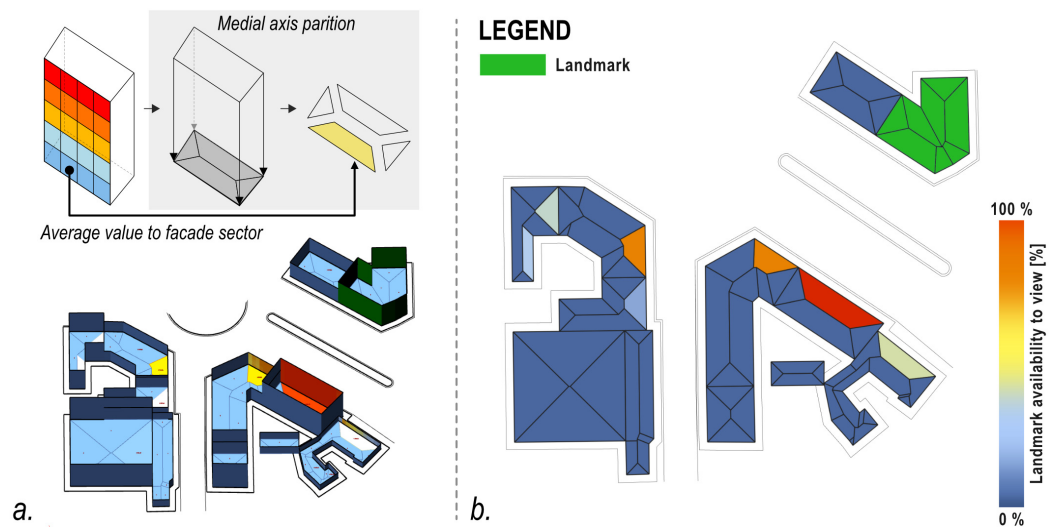 Medial axis parition
Average value to facade sector
a.
LEGEND
Landmark
100 %
Landmark availability to view [%]
0 %
b.